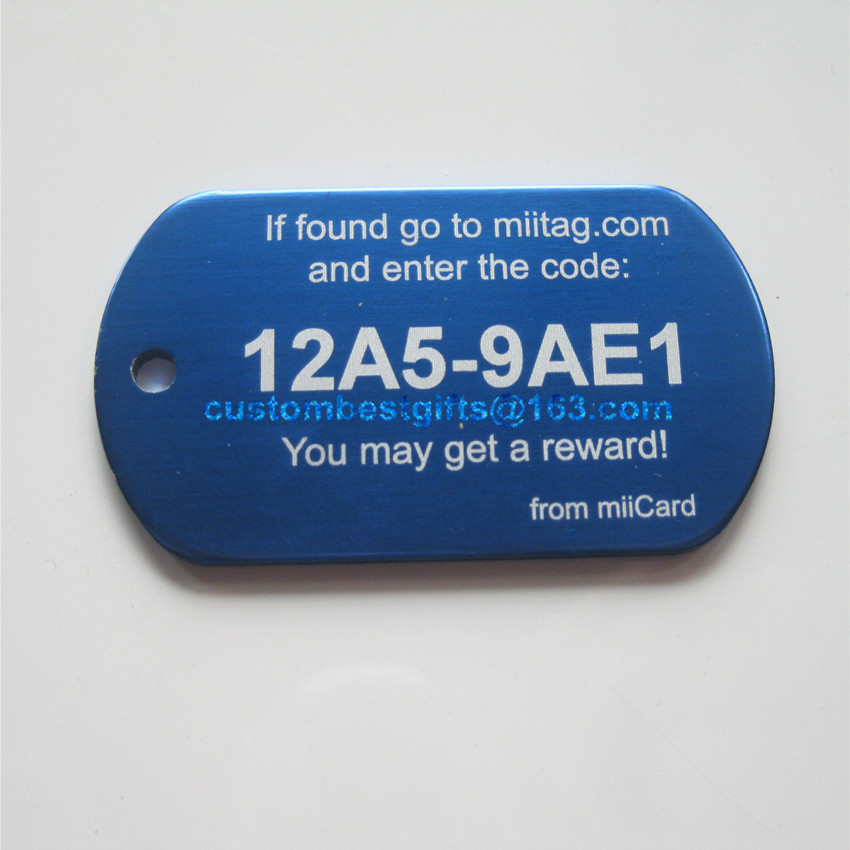 If found go to miitag.com
and enter the code:
12A5-9AE1
custombestgifts@163.com
You may get a reward!
from miiCard